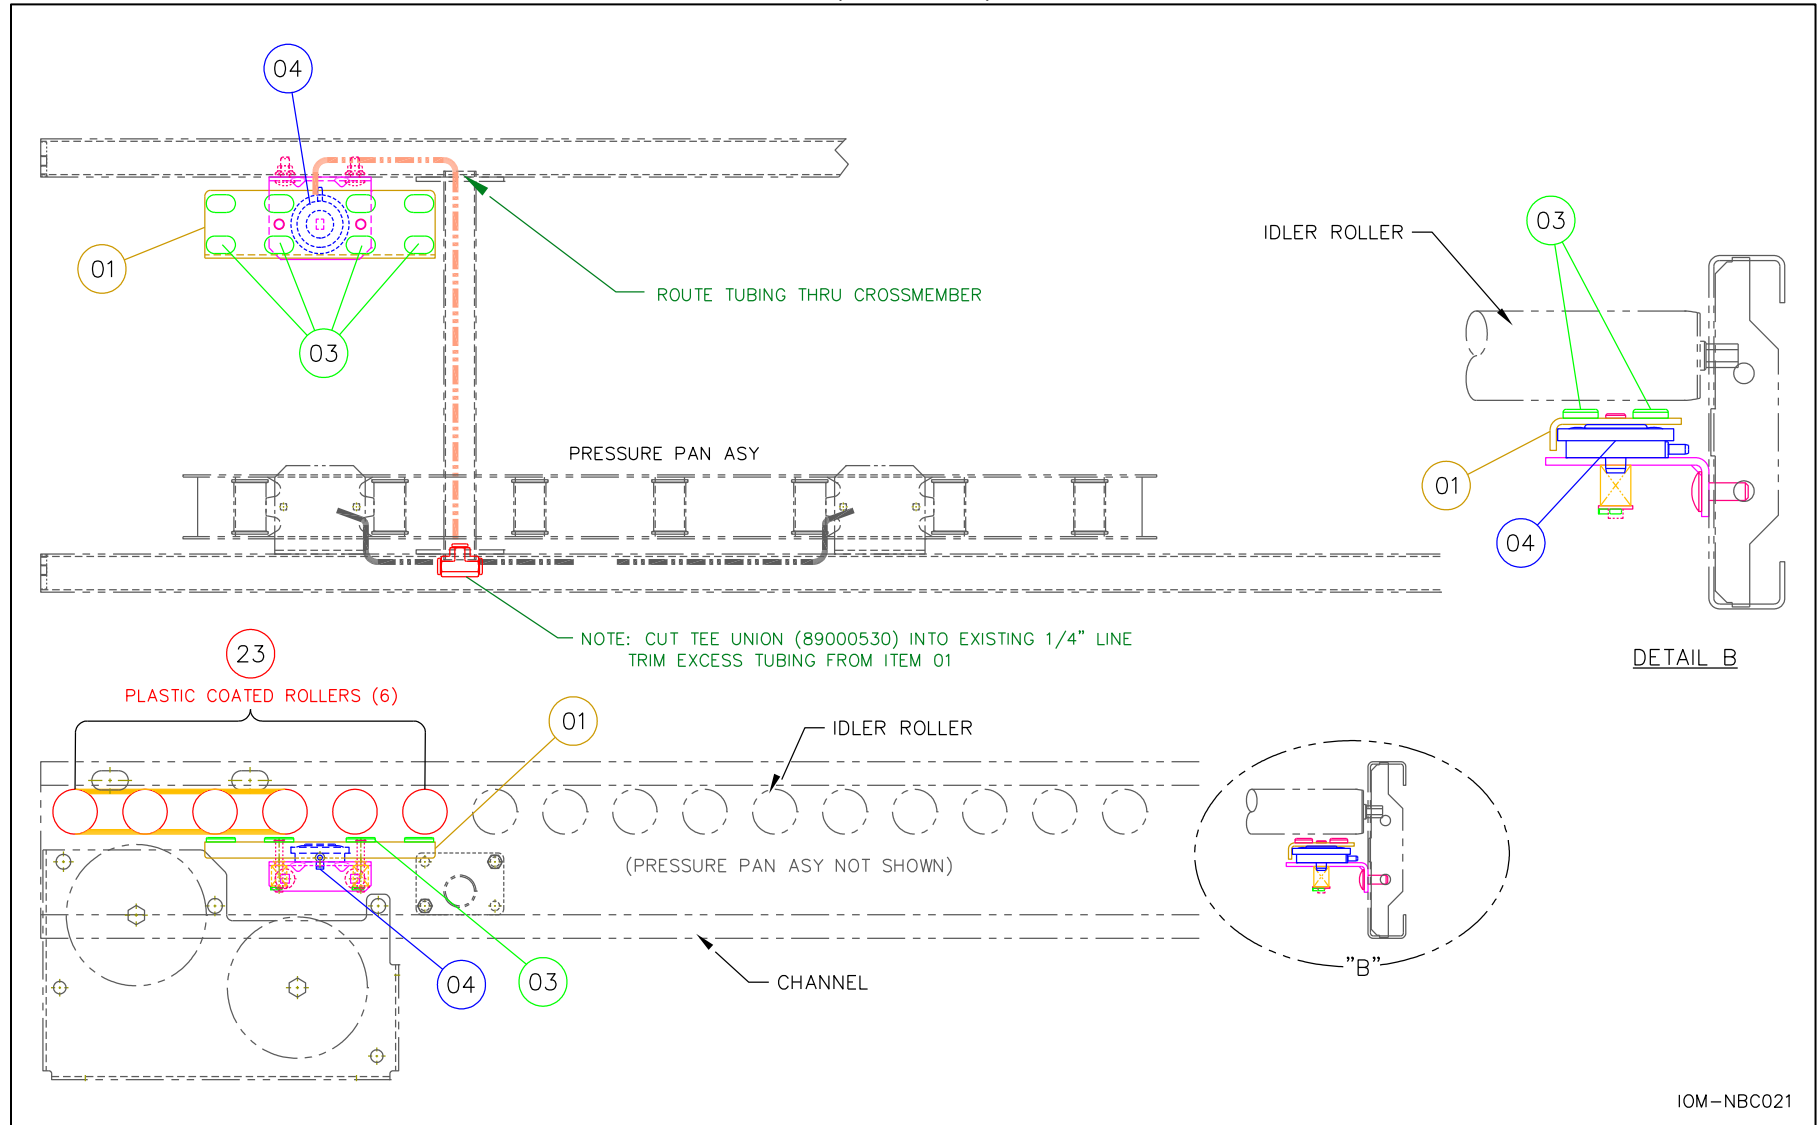 04
01
03
ROUTE TUBING THRU CROSSMEMBER
IDLER ROLLER
03
01
04
DETAIL B
PRESSURE PAN ASY
NOTE: CUT TEE UNION (89000530) INTO EXISTING 1/4" LINE
TRIM EXCESS TUBING FROM ITEM 01
23
PLASTIC COATED ROLLERS (6)
01
IDLER ROLLER
(PRESSURE PAN ASY NOT SHOWN)
04
03
CHANNEL
"B"
IOM-NBC021